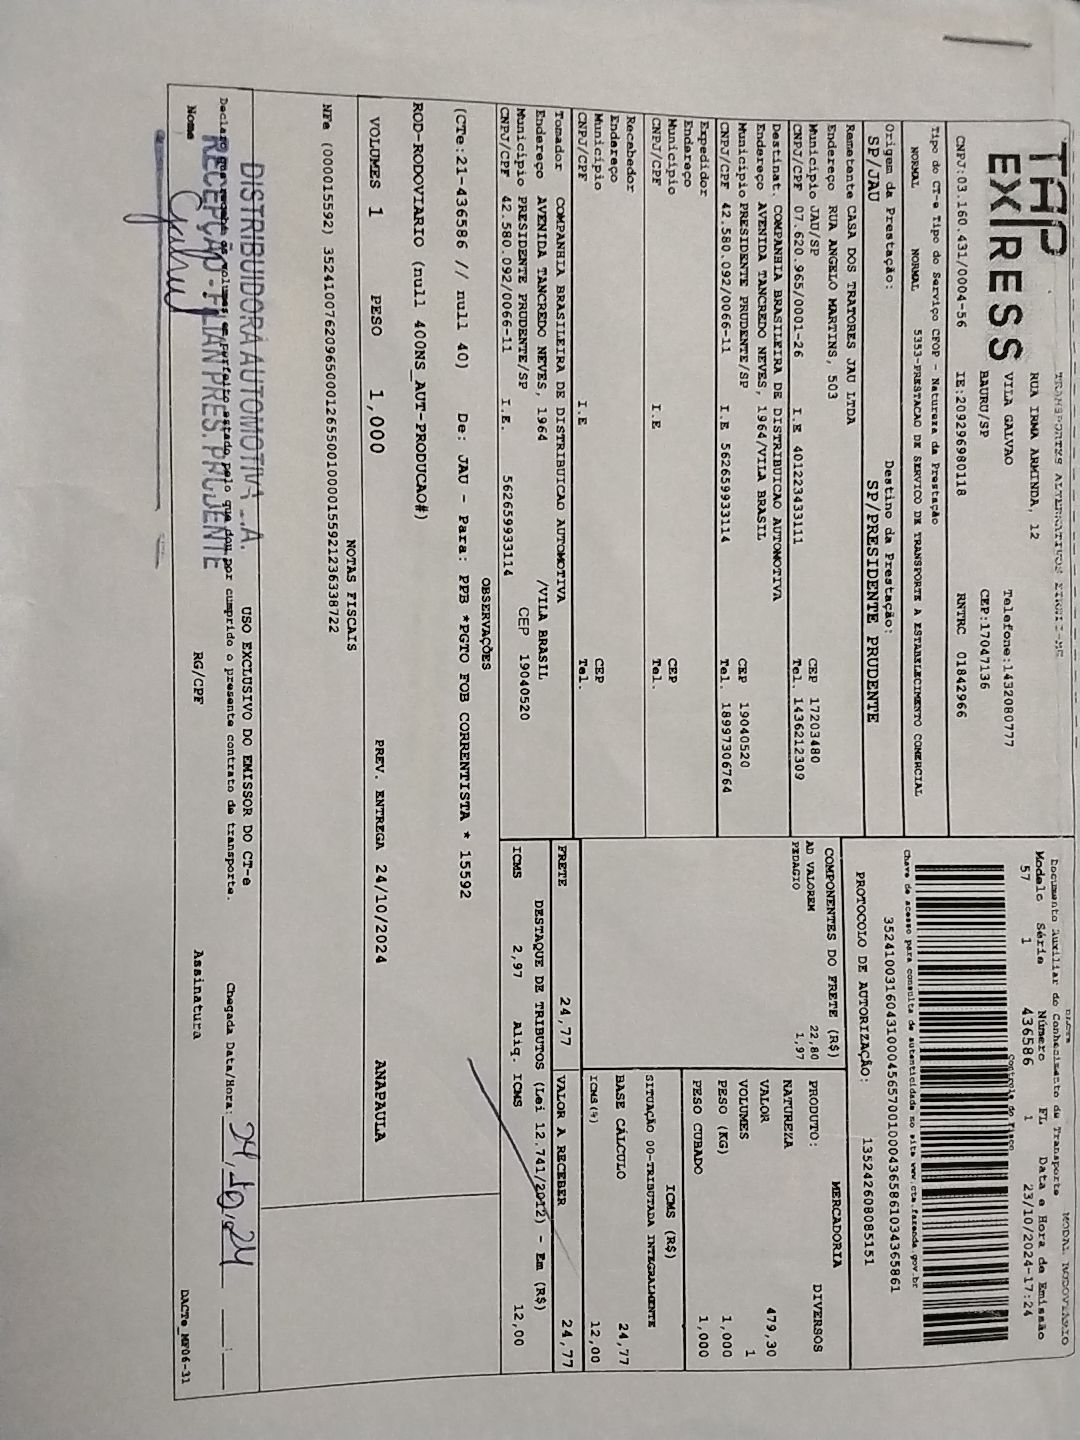 TAP
EXPRESS
RUA IRMA ARMINDA, 12
VILA GALVAO
BAURU/SP
Telefone:1432080777
CEP:17047136
CNPJ:03.160.431/0004-56 IE:209296980118 RNTRC 01842966
Tipo do CT-e Tipo do Serviço CFOP - Natureza da Prestação
NORMAL NORMAL 5353-PRESTACAO DE SERVICO DE TRANSPORTE A ESTABELECIMENTO COMERCIAL
Origem da Prestação: Destino da Prestação:
SP/JAU SP/PRESIDENTE PRUDENTE
Remetente CASA DOS TRATORES JAU LTDA
Endereço RUA ANGELO MARTINS, 503
Município JAU/SP CEP 17203480
CNPJ/CPF 07.620.965/0001-26 I.E 401223433111 Tel. 1436212309
Destinat. COMPANHIA BRASILEIRA DE DISTRIBUICAO AUTOMOTIVA
Endereço AVENIDA TANCREDO NEVES, 1964/VILA BRASIL
Município PRESIDENTE PRUDENTE/SP CEP 19040520
CNPJ/CPF 42.580.092/0066-11 I.E 562659933114 Tel. 18997306764
Expedidor
Endereço
Município CEP
CNPJ/CPF I.E Tel.
Recebedor
Endereço
Município CEP
CNPJ/CPF I.E Tel.
Tomador COMPANHIA BRASILEIRA DE DISTRIBUICAO AUTOMOTIVA
Endereço AVENIDA TANCREDO NEVES, 1964 /VILA BRASIL
Município PRESIDENTE PRUDENTE/SP CEP 19040520
CNPJ/CPF 42.580.092/0066-11 I.E. 562659933114
MODAL RODOVIARIO
Documento Auxiliar do Conhecimento de Transporte
Modelo Série Número FL Data e Hora de Emissão
57 1 436586 1 23/10/2024-17:24
Controle do Fisco
35241003160431000456570010004365861034365861
Chave de acesso para consulta de autenticidade no site www.cte.fazenda.gov.br
PROTOCOLO DE AUTORIZAÇÃO: 135242608085151
COMPONENTES DO FRETE (R$)
AD VALOREM 22,80
PEDAGIO 1,97
PRODUTO: MERCADORIA
NATUREZA DIVERSOS
VALOR 479,30
VOLUMES 1
PESO (KG) 1,000
PESO CUBADO 1,000
ICMS (R$)
SITUAÇÃO 00-TRIBUTADA INTEGRALMENTE
BASE CÁLCULO 24,77
ICMS(%) 12,00
FRETE 24,77 VALOR A RECEBER 24,77
DESTAQUE DE TRIBUTOS (Lei 12.741/2012) - Em (R$)
ICMS 2,97 Aliq. ICMS 12,00
OBSERVAÇÕES
(CTe:21-436586 // null 40) De: JAU - Para: PPB *PGTO FOB CORRENTISTA * 15592
ROD-RODOVIARIO (null 400NS_AUT-PRODUCAO#)
VOLUMES 1 PESO 1,000 PREV. ENTREGA 24/10/2024 ANAPAULA
NOTAS FISCAIS
NFe (000015592) 35241007620965000126550010000155921236338722
USO EXCLUSIVO DO EMISSOR DO CT-e
DISTRIBUIDORA AUTOMOTIVA
RECEPÇÃO - FILIAN PRES. PRUDENTE
Declaro que recebi os volumes em perfeito estado pelo que dou por cumprido o presente contrato de transporte. Chegada Data/Hora: 24,10,24
Nome RG/CPF Assinatura
DACTe_MF06-31